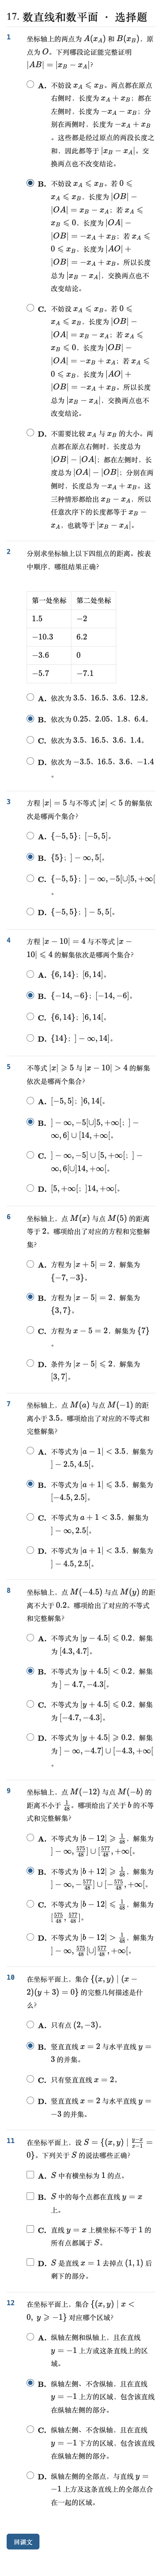 17. 数直线和数平面 · 选择题
1
坐标轴上的两点为 A(x_A) 和 B(x_B)，原
点为 O。下列哪段论证能完整证明
|AB| = |x_B − x_A|？
A. 不妨设 x_A ⩽ x_B。两点都在原点
右侧时，长度为 x_A + x_B；都在
左侧时，长度为 −x_A − x_B；分
别在两侧时，长度为 −x_A + x_B
。这些都是经过原点的两段长度之
和，因此都等于 |x_B − x_A|。交
换两点也不改变结论。
B. 不妨设 x_A ⩽ x_B。若 0 ⩽
x_A ⩽ x_B，长度为 |OB| −
|OA| = x_B − x_A；若 x_A ⩽
x_B ⩽ 0，长度为 |OA| −
|OB| = −x_A + x_B；若 x_A ⩽
0 ⩽ x_B，长度为 |AO| +
|OB| = −x_A + x_B。所以长度
总为 |x_B − x_A|，交换两点也不
改变结论。
C. 不妨设 x_A ⩽ x_B。若 0 ⩽
x_A ⩽ x_B，长度为 |OB| −
|OA| = x_B − x_A；若 x_A ⩽
x_B ⩽ 0，长度为 |OB| −
|OA| = −x_B + x_A；若 x_A ⩽
0 ⩽ x_B，长度为 |AO| +
|OB| = −x_A + x_B。所以长度
总为 |x_B − x_A|，交换两点也不
改变结论。
D. 不需要比较 x_A 与 x_B 的大小。两
点都在原点右侧时，长度总为
|OB| − |OA|；都在左侧时，长
度总为 |OA| − |OB|；分别在两
侧时，长度总为 −x_A + x_B。这
三种情形都给出 x_B − x_A，所以
任意次序下的长度都等于 x_B −
x_A，也就等于 |x_B − x_A|。
2
分别求坐标轴上以下四组点的距离。按表
中顺序，哪组结果正确？
第一处坐标 第二处坐标
1.5 −2
−10.3 6.2
−3.6 0
−5.7 −7.1
A. 依次为 3.5、16.5、3.6、12.8。
B. 依次为 0.25、2.05、1.8、6.4。
C. 依次为 3.5、16.5、3.6、1.4。
D. 依次为 −3.5、16.5、3.6、−1.4
。
3
方程 |x| = 5 与不等式 |x| < 5 的解集依
次是哪两个集合？
A. {−5, 5}；[−5, 5]。
B. {5}；] − ∞, 5[。
C. {−5, 5}；] − ∞, −5[∪]5, +∞[
。
D. {−5, 5}；] − 5, 5[。
4
方程 |x − 10| = 4 与不等式 |x −
10| ⩽ 4 的解集依次是哪两个集合？
A. {6, 14}；[6, 14]。
B. {−14, −6}；[−14, −6]。
C. {6, 14}；]6, 14[。
D. {14}；] − ∞, 14]。
5
不等式 |x| ⩾ 5 与 |x − 10| > 4 的解集
依次是哪两个集合？
A. [−5, 5]；]6, 14[。
B. ] − ∞, −5[∪]5, +∞[；] −
∞, 6] ∪ [14, +∞[。
C. ] − ∞, −5] ∪ [5, +∞[；] −
∞, 6[∪]14, +∞[。
D. [5, +∞[；]14, +∞[。
6
坐标轴上，点 M(x) 与点 M(5) 的距离
等于 2。哪项给出了对应的方程和完整解
集？
A. 方程为 |x + 5| = 2，解集为
{−7, −3}。
B. 方程为 |x − 5| = 2，解集为
{3, 7}。
C. 方程为 x − 5 = 2，解集为 {7}
。
D. 条件为 |x − 5| ⩽ 2，解集为
[3, 7]。
7
坐标轴上，点 M(a) 与点 M(−1) 的距
离小于 3.5。哪项给出了对应的不等式和
完整解集？
A. 不等式为 |a − 1| < 3.5，解集为
] − 2.5, 4.5[。
B. 不等式为 |a + 1| ⩽ 3.5，解集为
[−4.5, 2.5]。
C. 不等式为 a + 1 < 3.5，解集为
] − ∞, 2.5[。
D. 不等式为 |a + 1| < 3.5，解集为
] − 4.5, 2.5[。
8
坐标轴上，点 M(−4.5) 与点 M(y) 的距
离不大于 0.2。哪项给出了对应的不等式
和完整解集？
A. 不等式为 |y − 4.5| ⩽ 0.2，解集
为 [4.3, 4.7]。
B. 不等式为 |y + 4.5| < 0.2，解集
为 ] − 4.7, −4.3[。
C. 不等式为 |y + 4.5| ⩽ 0.2，解集
为 [−4.7, −4.3]。
D. 不等式为 |y + 4.5| ⩾ 0.2，解集
为 ] − ∞, −4.7] ∪ [−4.3, +∞[
。
9
坐标轴上，点 M(−12) 与点 M(−b) 的
距离不小于 1/48。哪项给出了关于 b 的不等
式和完整解集？
A. 不等式为 |b − 12| ⩾ 1/48，解集为
] − ∞, 575/48] ∪ [577/48, +∞[。
B. 不等式为 |b + 12| ⩾ 1/48，解集为
] − ∞, −577/48] ∪ [−575/48, +∞[。
C. 不等式为 |b − 12| ⩽ 1/48，解集为
[575/48, 577/48]。
D. 不等式为 |b − 12| > 1/48，解集为
] − ∞, 575/48[∪]577/48, +∞[。
10
在坐标平面上，集合 {(x, y) | (x −
2)(y + 3) = 0} 的完整几何描述是什
么？
A. 只有点 (2, −3)。
B. 竖直直线 x = 2 与水平直线 y =
3 的并集。
C. 只有竖直直线 x = 2。
D. 竖直直线 x = 2 与水平直线 y =
−3 的并集。
11
在坐标平面上，设 S = {(x, y) | (y−x)/(x−1) =
0}。下列关于 S 的说法哪些正确？
A. S 中有横坐标为 1 的点。
B. S 中的每个点都在直线 y = x
上。
C. 直线 y = x 上横坐标不等于 1 的
所有点都属于 S。
D. S 是直线 x = 1 去掉点 (1, 1) 后
剩下的部分。
12
在坐标平面上，集合 {(x, y) | x <
0, y ⩾ −1} 对应哪个区域？
A. 纵轴左侧和纵轴上，且在直线
y = −1 上方或这条直线上的区
域。
B. 纵轴左侧、不含纵轴，且在直线
y = −1 上方的区域，包含该直线
在纵轴左侧的部分。
C. 纵轴左侧、不含纵轴，且在直线
y = −1 下方的区域，包含该直线
在纵轴左侧的部分。
D. 纵轴左侧的全部点，与直线 y =
−1 上方及这条直线上的全部点合
在一起的区域。
回课文